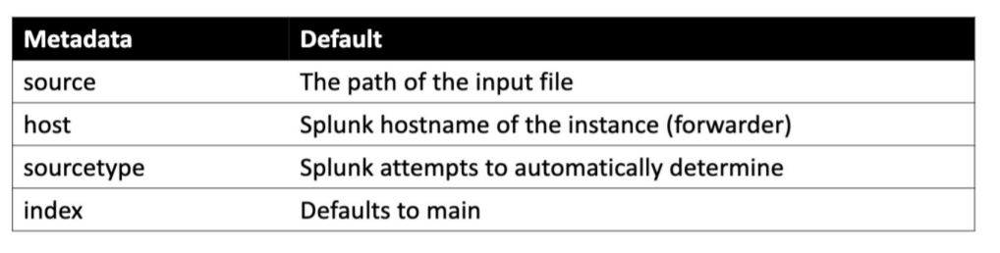 Metadata Default
source The path of the input file
host Splunk hostname of the instance (forwarder)
sourcetype Splunk attempts to automatically determine
index Defaults to main